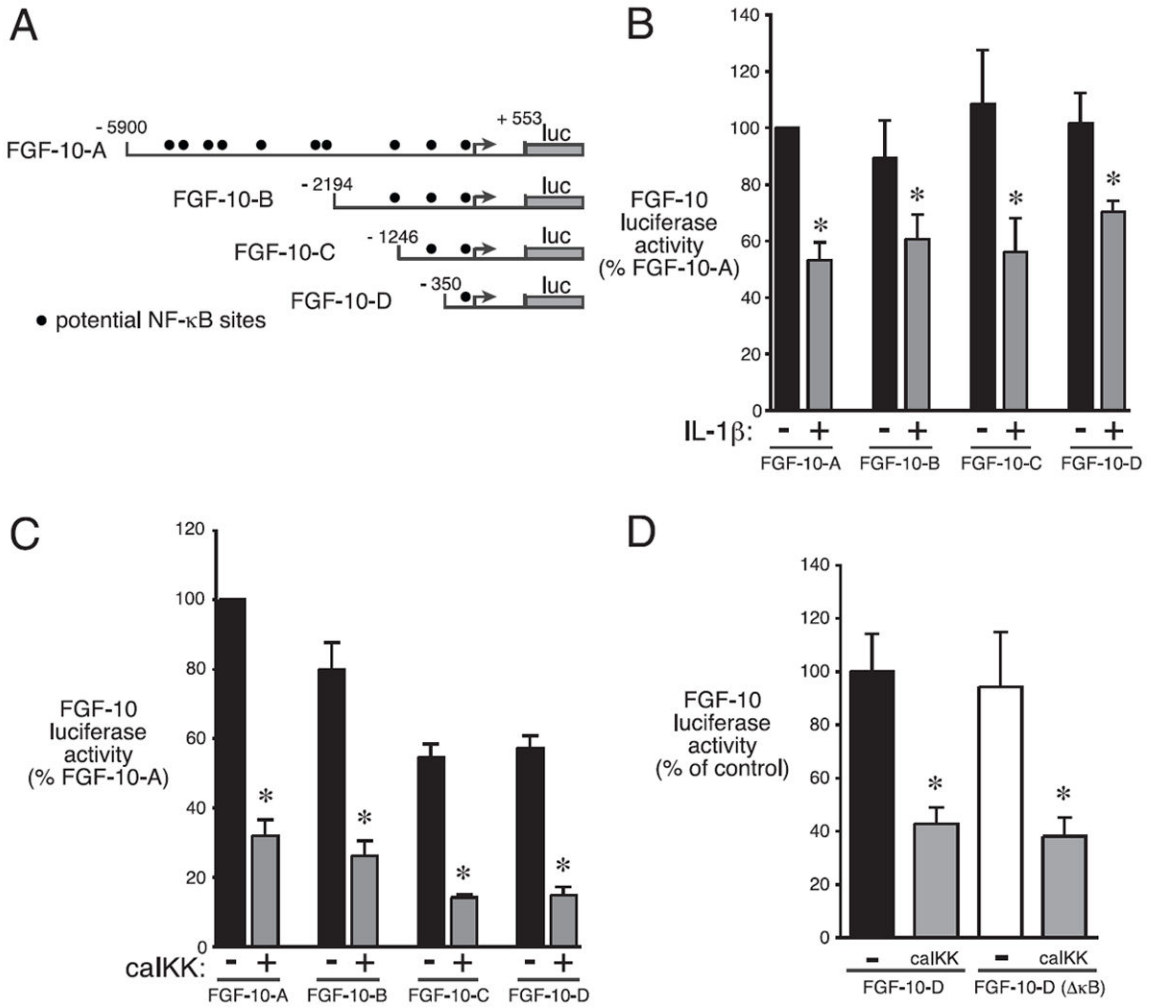 A
- 5900
+ 553
luc
FGF-10-A
- 2194
luc
FGF-10-B
- 1246
luc
FGF-10-C
- 350
luc
FGF-10-D
● potential NF-κB sites
B
140
120
100
80
60
40
20
0
FGF-10
luciferase
activity
(% FGF-10-A)
* * * *
IL-1β: - + - + - + - +
FGF-10-A FGF-10-B FGF-10-C FGF-10-D
C
120
100
80
60
40
20
0
FGF-10
luciferase
activity
(% FGF-10-A)
* * * *
caIKK: - + - + - + - +
FGF-10-A FGF-10-B FGF-10-C FGF-10-D
D
140
120
100
80
60
40
20
0
FGF-10
luciferase
activity
(% of control)
* *
- caIKK - caIKK
FGF-10-D FGF-10-D (ΔκB)